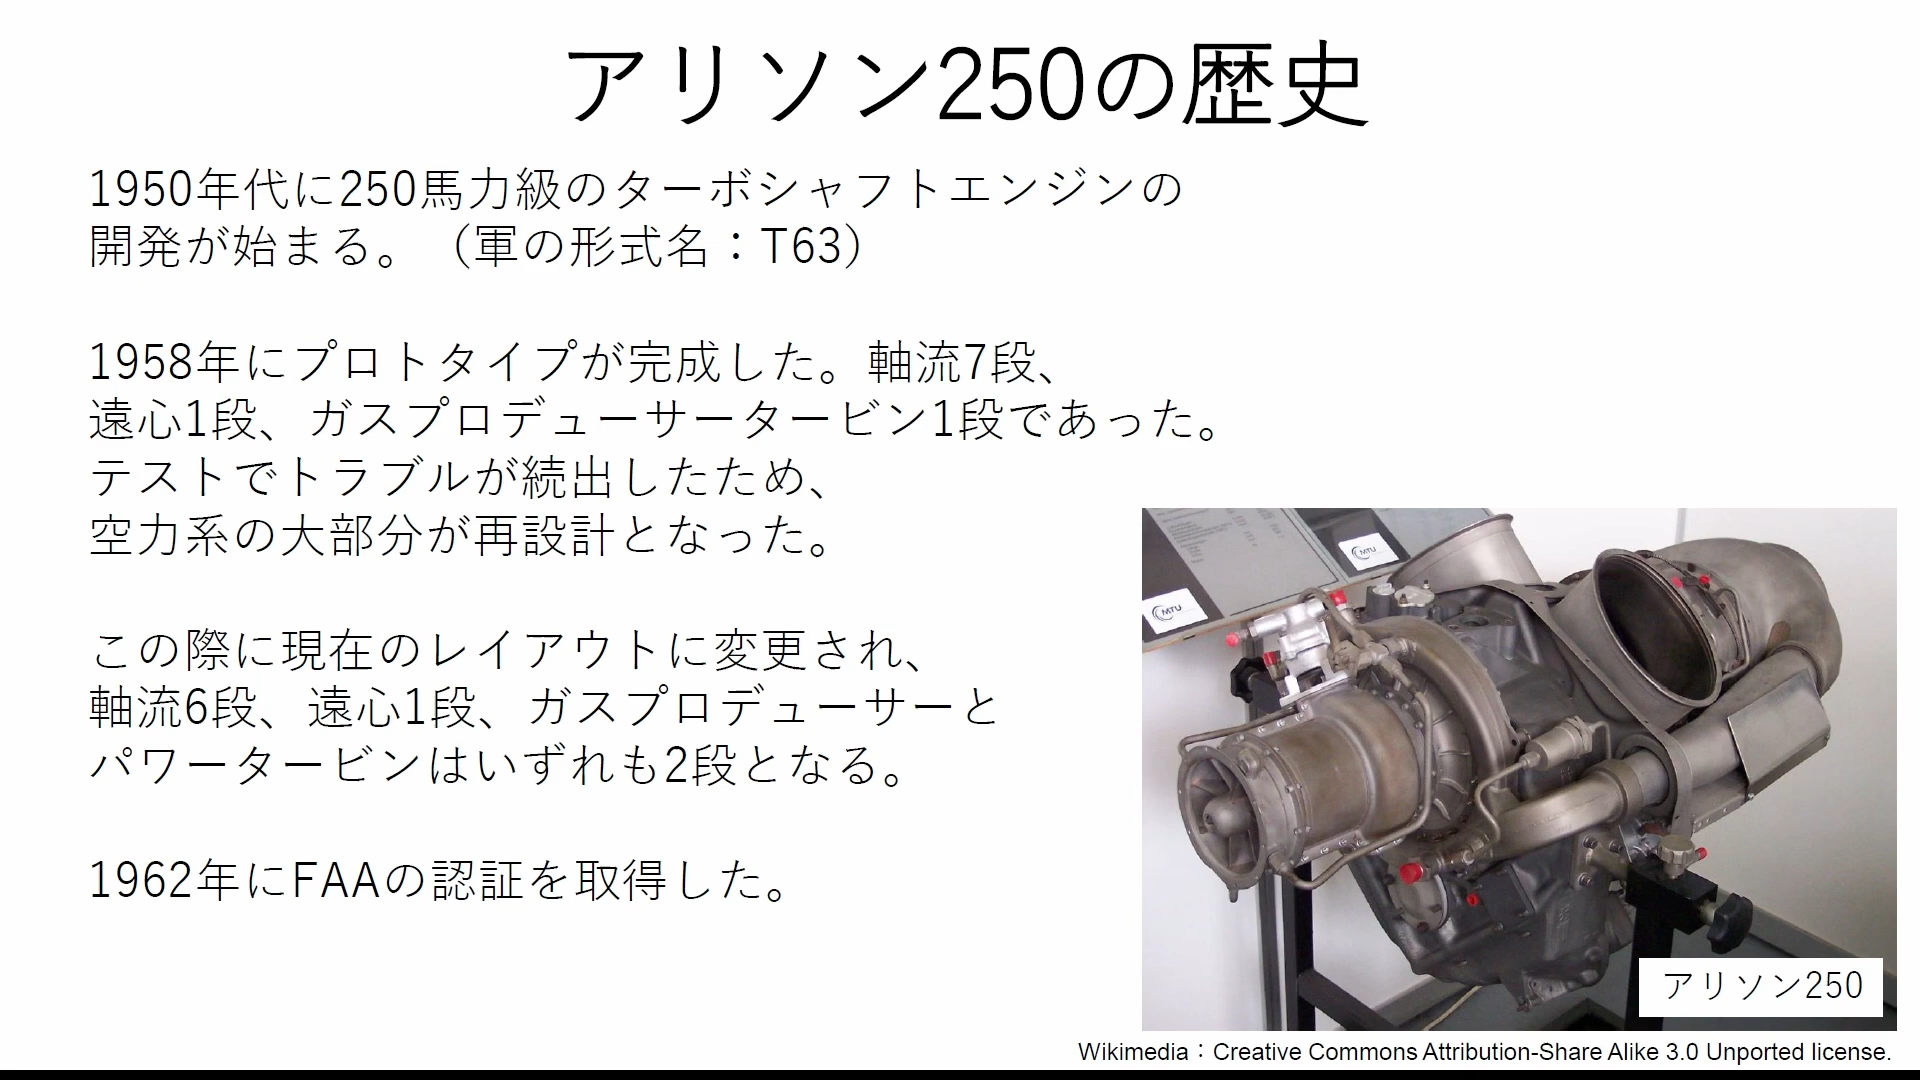 アリソン250の歴史
1950年代に250馬力級のターボシャフトエンジンの
開発が始まる。（軍の形式名：T63）
1958年にプロトタイプが完成した。軸流7段、
遠心1段、ガスプロデューサータービン1段であった。
テストでトラブルが続出したため、
空力系の大部分が再設計となった。
この際に現在のレイアウトに変更され、
軸流6段、遠心1段、ガスプロデューサーと
パワータービンはいずれも2段となる。
1962年にFAAの認証を取得した。
MTU
MTU
アリソン250
Wikimedia：Creative Commons Attribution-Share Alike 3.0 Unported license.